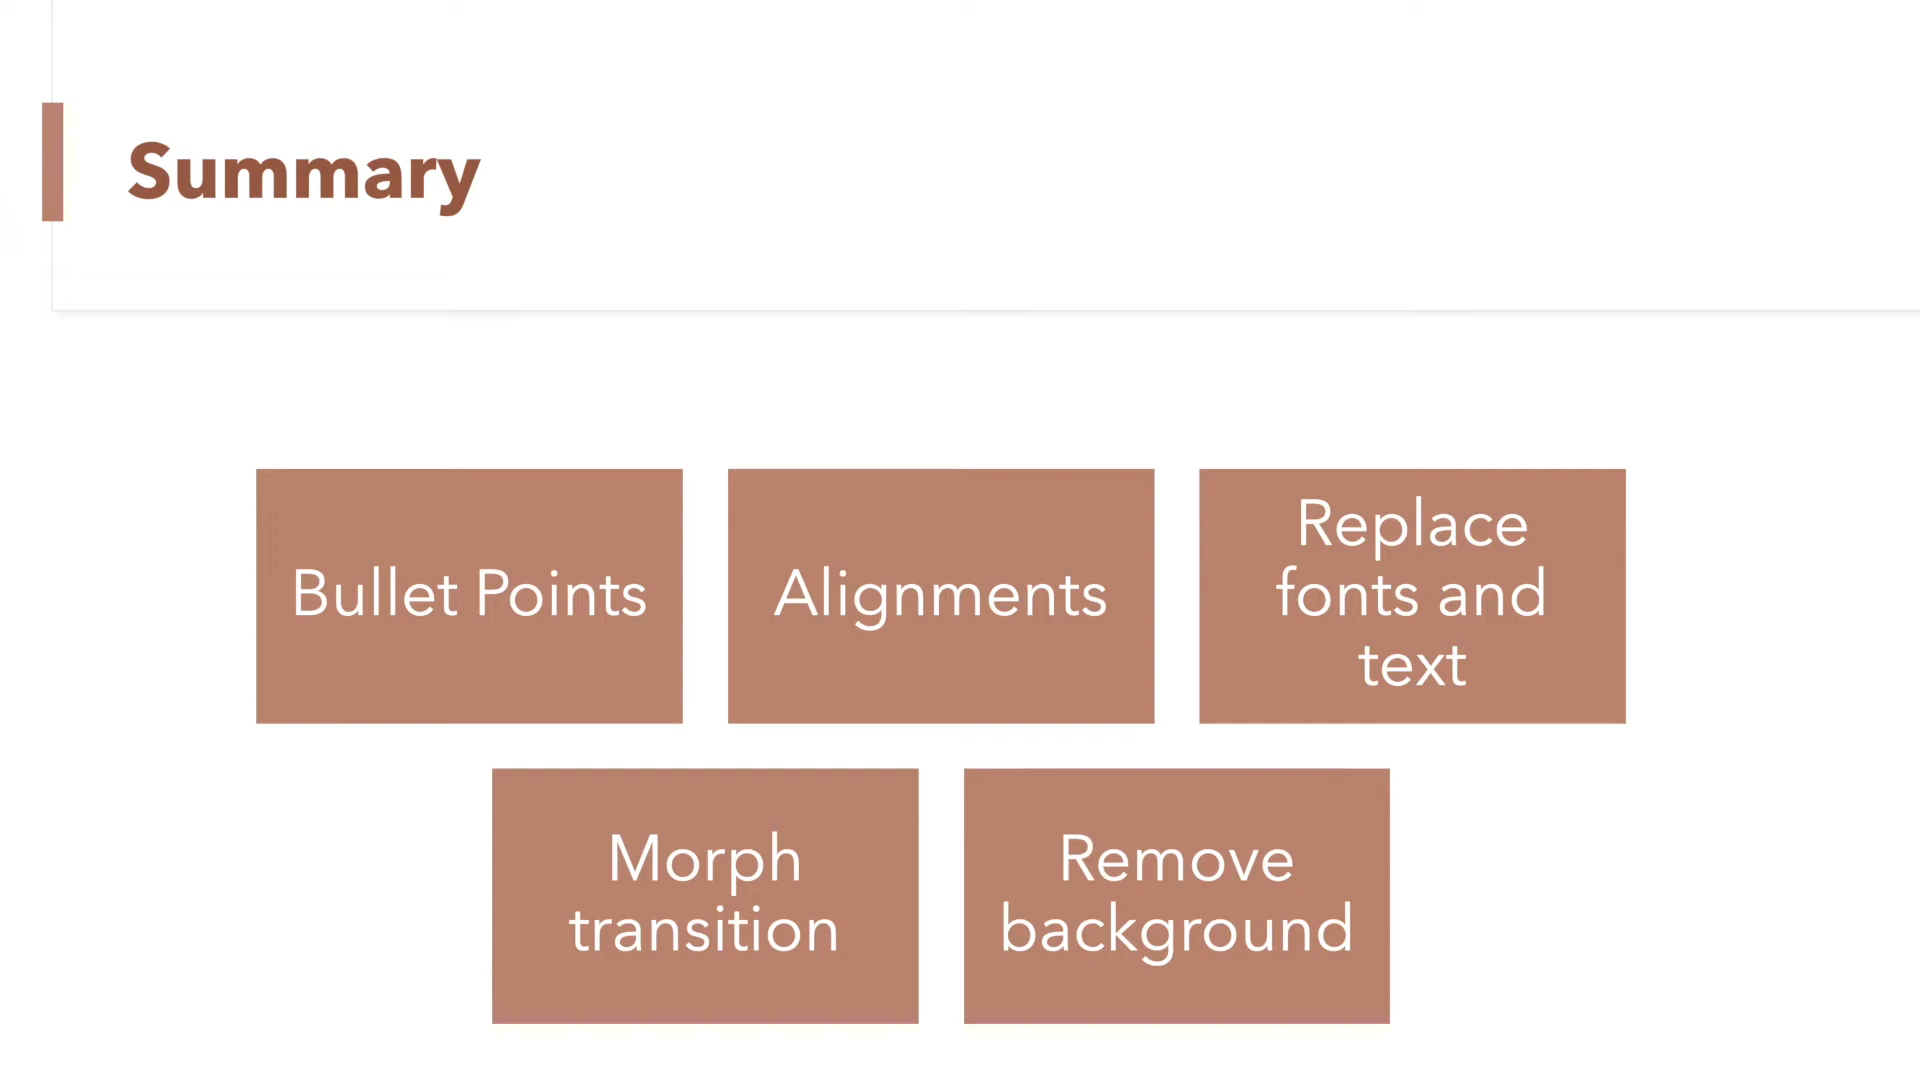 Summary
Bullet Points
Alignments
Replace
fonts and
text
Morph
transition
Remove
background